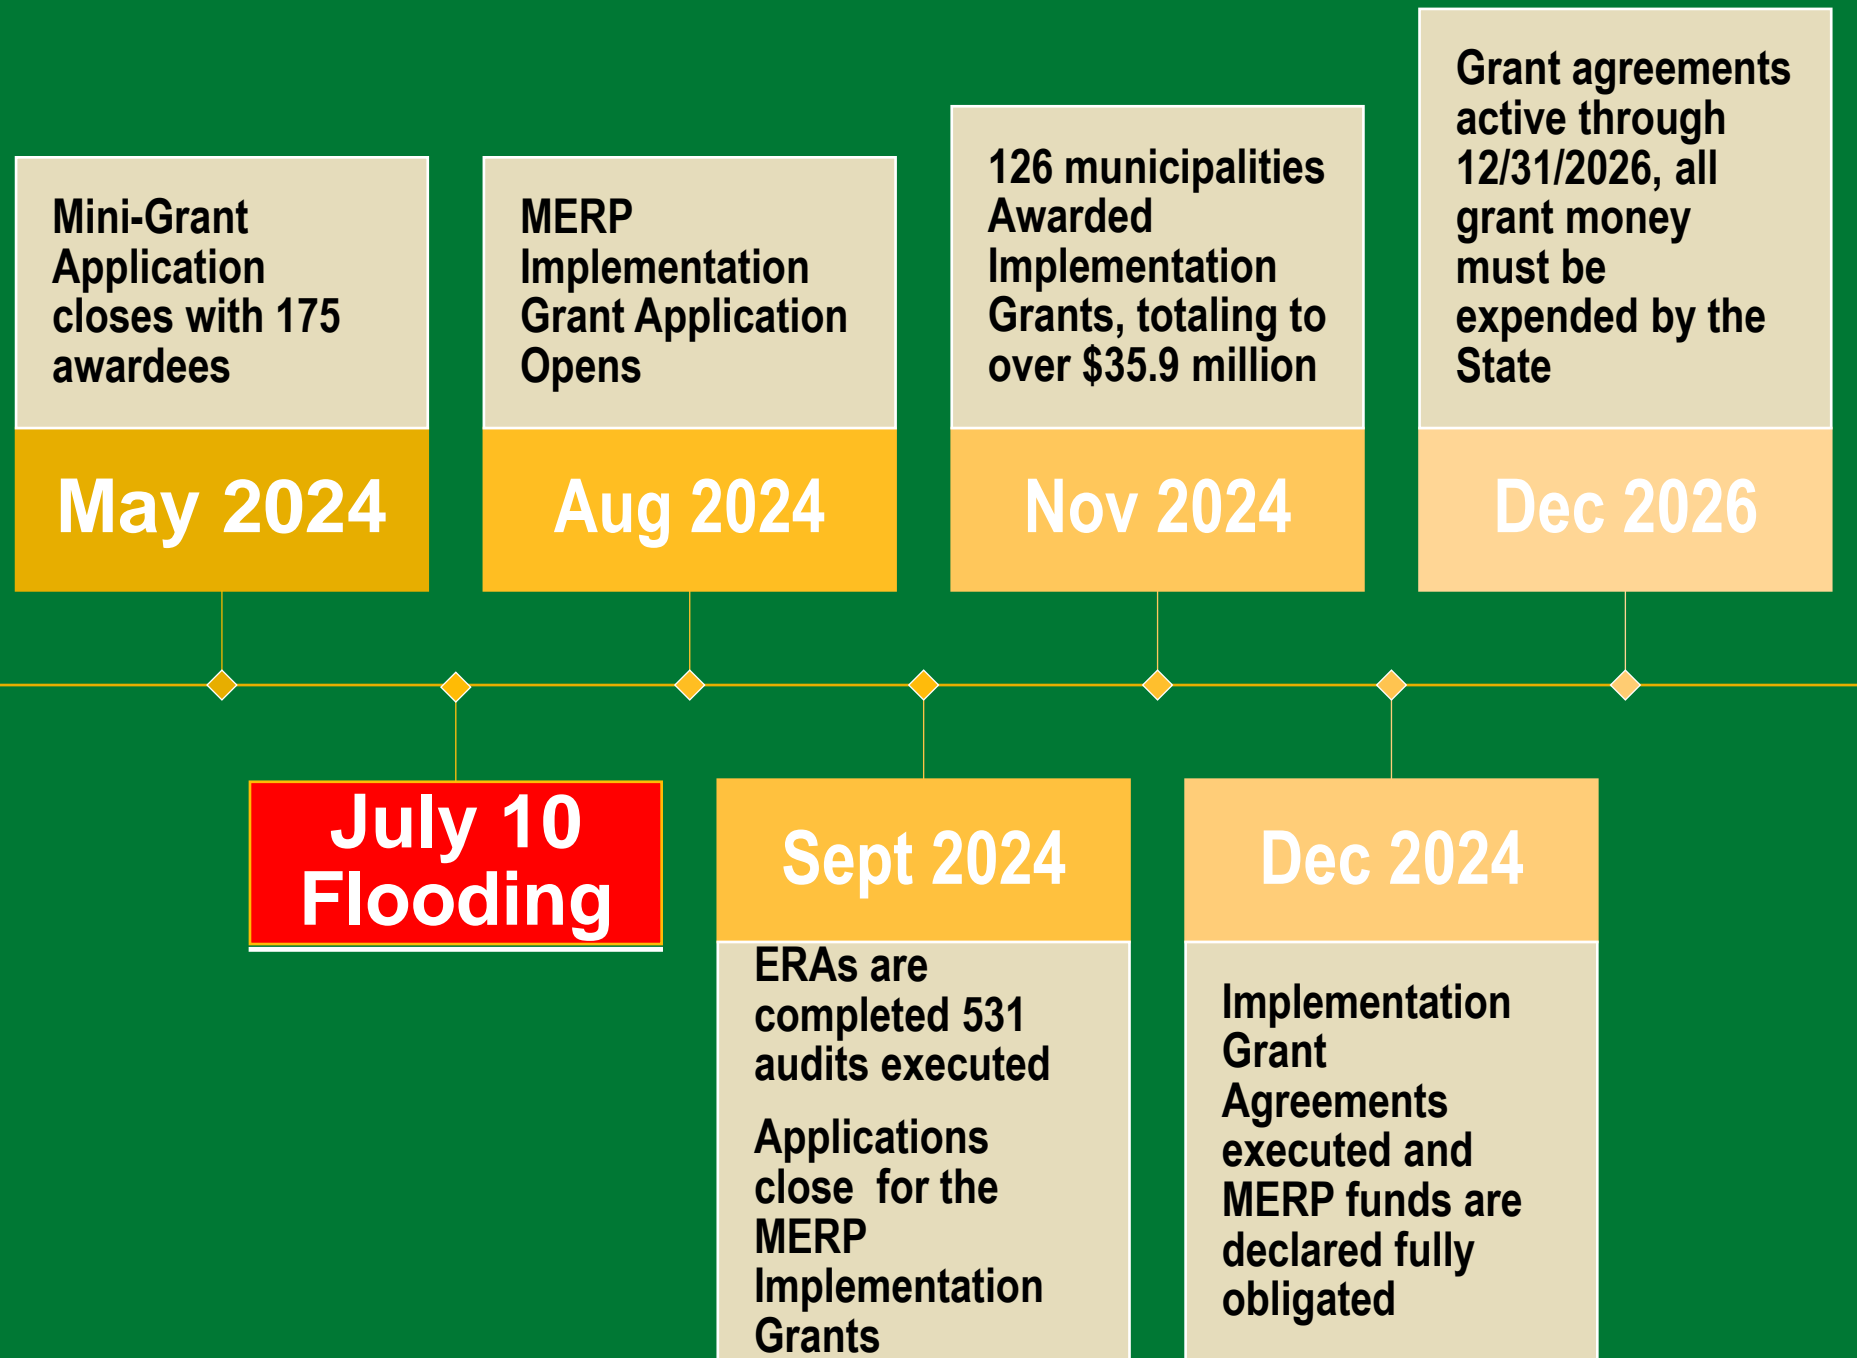 Mini-Grant
Application
closes with 175
awardees
May 2024
July 10
Flooding
MERP
Implementation
Grant Application
Opens
Aug 2024
Sept 2024
ERAs are
completed 531
audits executed
Applications
close  for the
MERP
Implementation
Grants
126 municipalities
Awarded
Implementation
Grants, totaling to
over $35.9 million
Nov 2024
Dec 2024
Implementation
Grant
Agreements
executed and
MERP funds are
declared fully
obligated
Grant agreements
active through
12/31/2026, all
grant money
must be
expended by the
State
Dec 2026